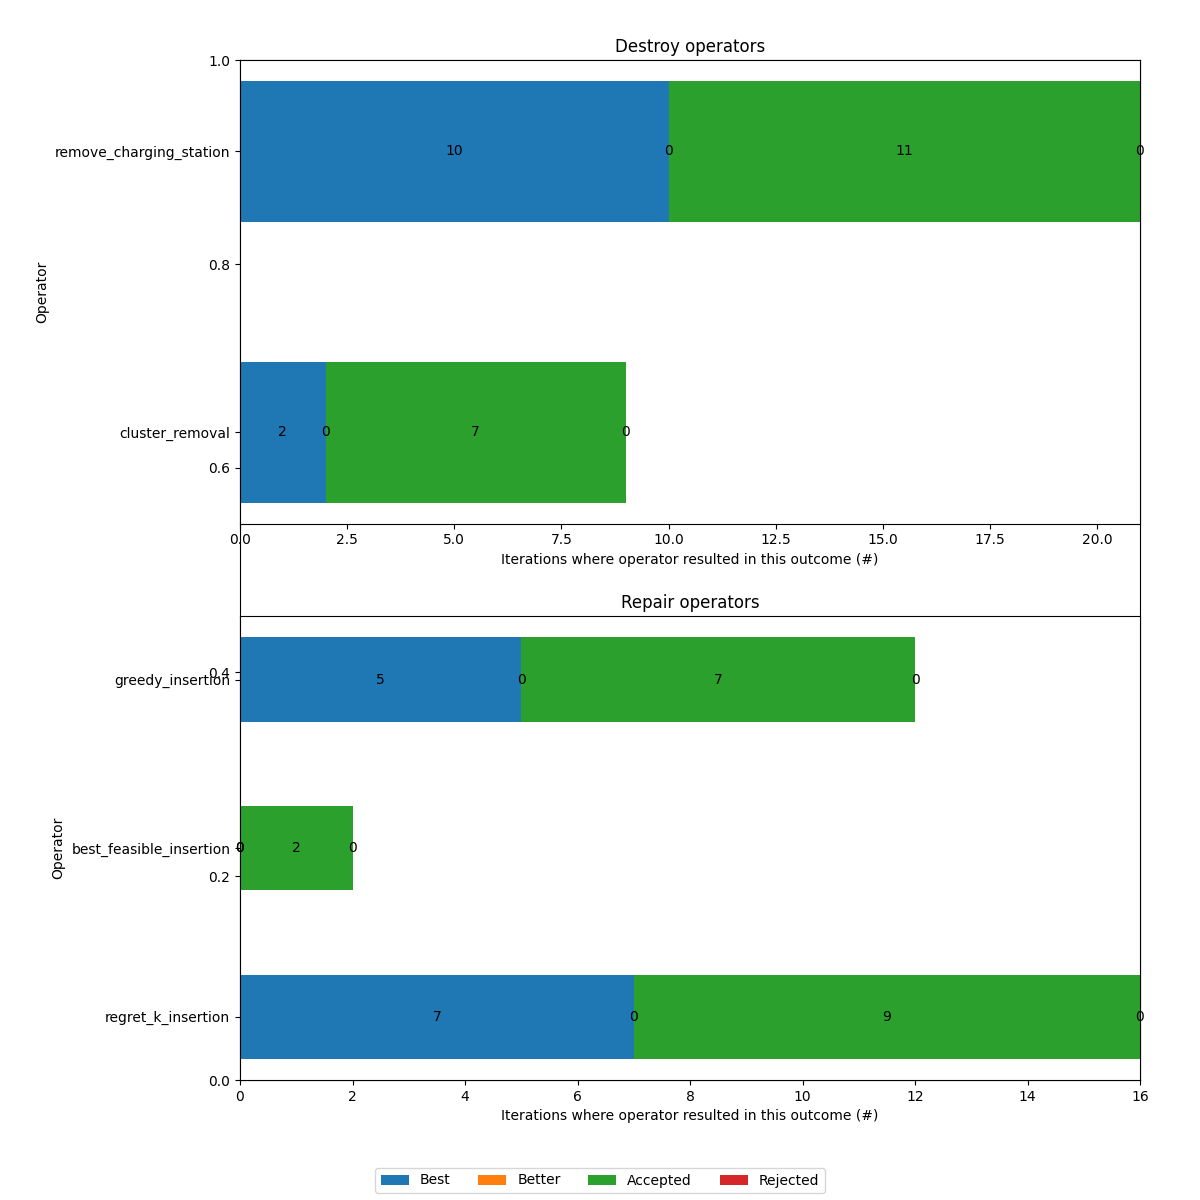 Destroy operators
1.0
remove_charging_station
10 0 11 0
0.8
Operator
cluster_removal
2 0 7 0
0.6
0.0 2.5 5.0 7.5 10.0 12.5 15.0 17.5 20.0
Iterations where operator resulted in this outcome (#)
Repair operators
0.4
greedy_insertion
5 0 7 0
Operator
best_feasible_insertion
0 0 2 0
0.2
regret_k_insertion
7 0 9 0
0.0
0 2 4 6 8 10 12 14 16
Iterations where operator resulted in this outcome (#)
Best Better Accepted Rejected